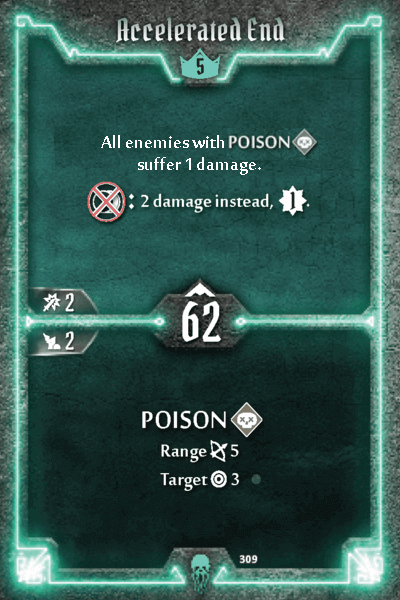 Accelerated End
5
All enemies with POISON
suffer 1 damage.
: 2 damage instead, 1.
2
62
2
POISON
Range 5
Target 3
309